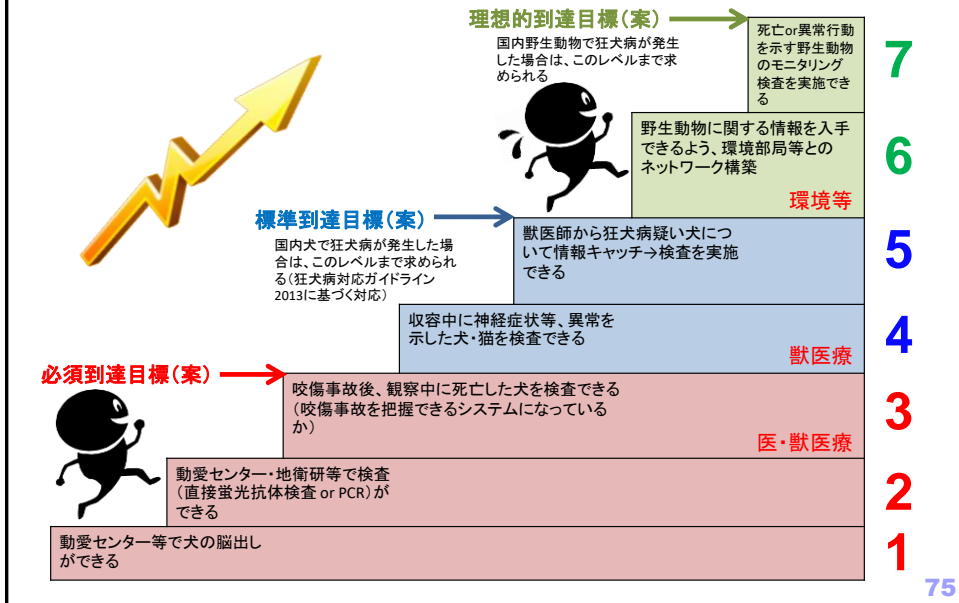 理想的到達目標(案)
国内野生動物で狂犬病が発生
した場合は、このレベルまで求
められる
死亡or異常行動
を示す野生動物
のモニタリング
検査を実施でき
る
7
野生動物に関する情報を入手
できるよう、環境部局等との
ネットワーク構築
環境等
6
標準到達目標(案)
国内犬で狂犬病が発生した場
合は、このレベルまで求めら
れる(狂犬病対応ガイドライン
2013に基づく対応)
獣医師から狂犬病疑い犬につ
いて情報キャッチ→検査を実施
できる
5
収容中に神経症状等、異常を
示した犬・猫を検査できる
獣医療
4
必須到達目標(案)
咬傷事故後、観察中に死亡した犬を検査できる
(咬傷事故を把握できるシステムになっている
か)
医・獣医療
3
動愛センター・地衛研等で検査
(直接蛍光抗体検査 or PCR)が
できる
2
動愛センター等で犬の脳出し
ができる
1
75